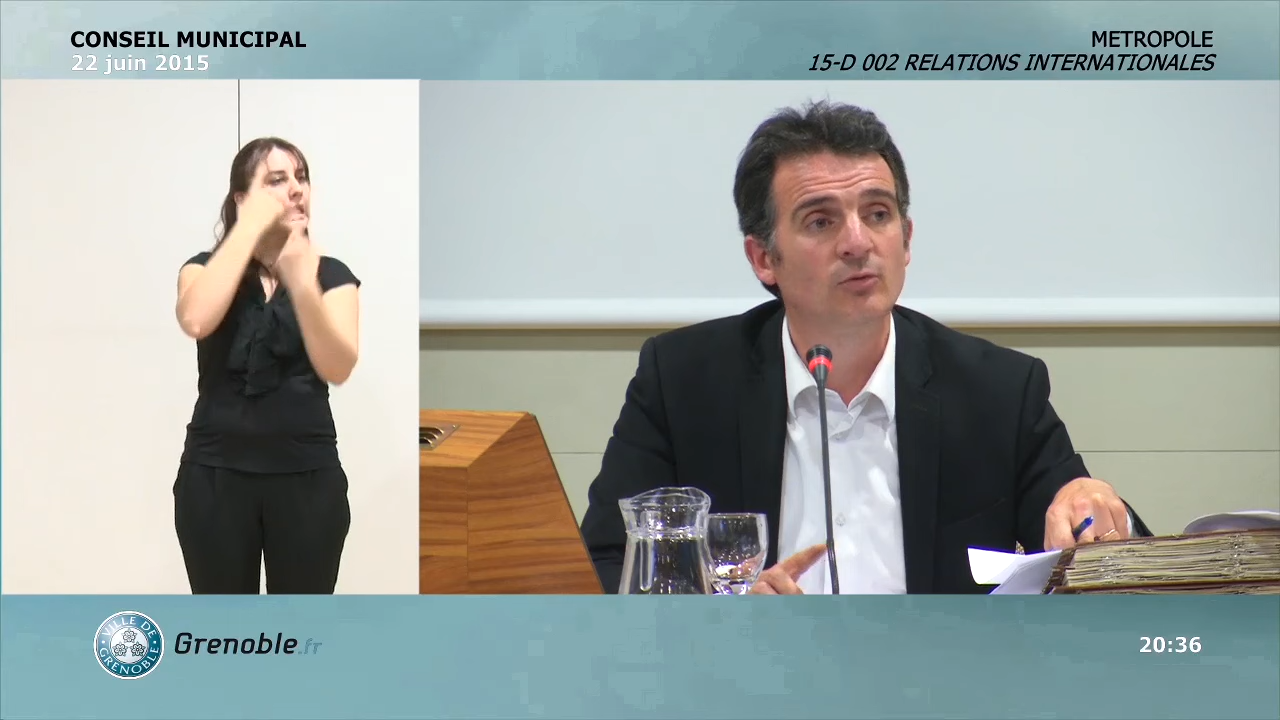 CONSEIL MUNICIPAL
22 juin 2015
METROPOLE
15-D 002 RELATIONS INTERNATIONALES
VILLE DE
GRENOBLE
Grenoble.fr
20:36